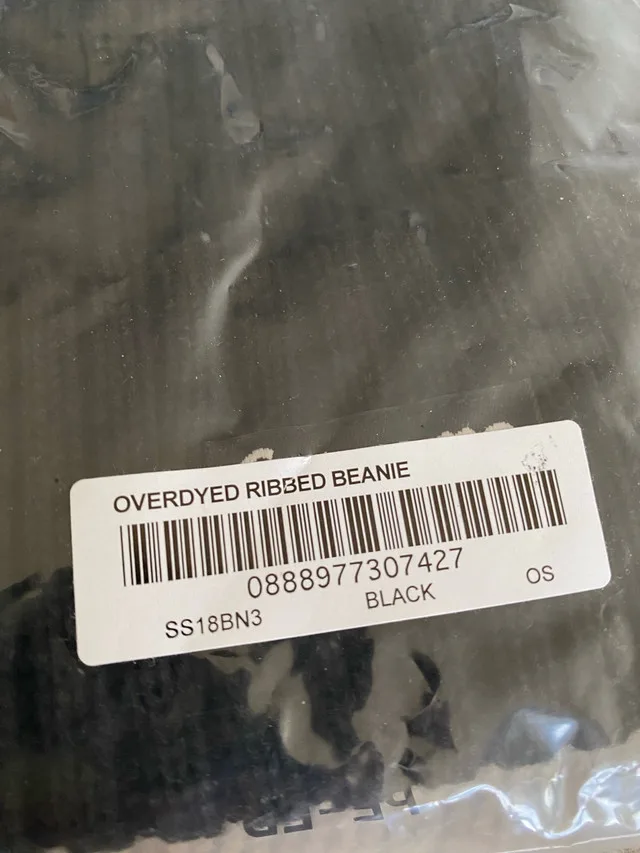 OVERDYED RIBBED BEANIE
0888977307427
SS18BN3 BLACK OS